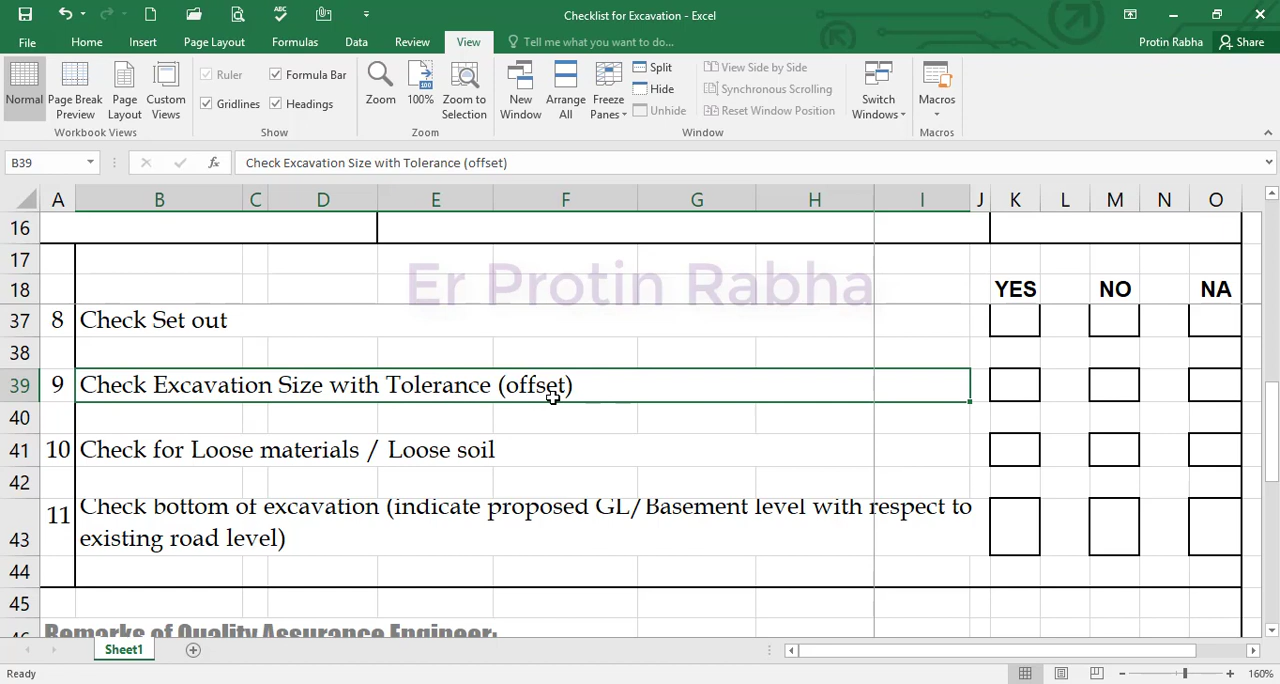 Checklist for Excavation - Excel
File Home Insert Page Layout Formulas Data Review View Tell me what you want to do... Protin Rabha Share
Normal Page Break Preview Page Layout Custom Views
Workbook Views
Ruler Formula Bar
Gridlines Headings
Show
Zoom 100% Zoom to Selection
Zoom
New Window Arrange All Freeze Panes
Split
Hide
Unhide
View Side by Side
Synchronous Scrolling
Reset Window Position
Switch Windows
Window
Macros
Macros
B39 fx Check Excavation Size with Tolerance (offset)
A B C D E F G H I J K L M N O
16
17
Er Protin Rabha
18 YES NO NA
37 8 Check Set out
38
39 9 Check Excavation Size with Tolerance (offset)
40
41 10 Check for Loose materials / Loose soil
42
11 Check bottom of excavation (indicate proposed GL/Basement level with respect to
43 existing road level)
44
45
46 Remarks of Quality Assurance Engineer:
Sheet1
Ready 160%